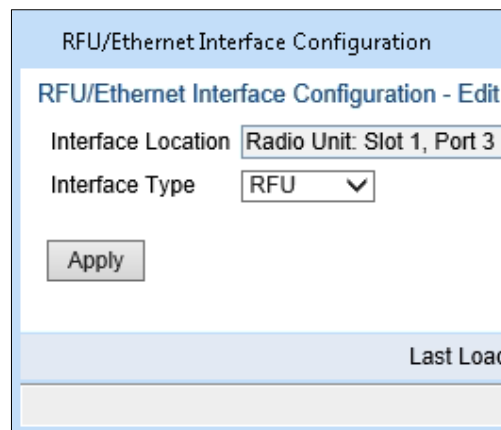 RFU/Ethernet Interface Configuration
RFU/Ethernet Interface Configuration - Edit
Interface Location Radio Unit: Slot 1, Port 3
Interface Type RFU
Apply
Last Load